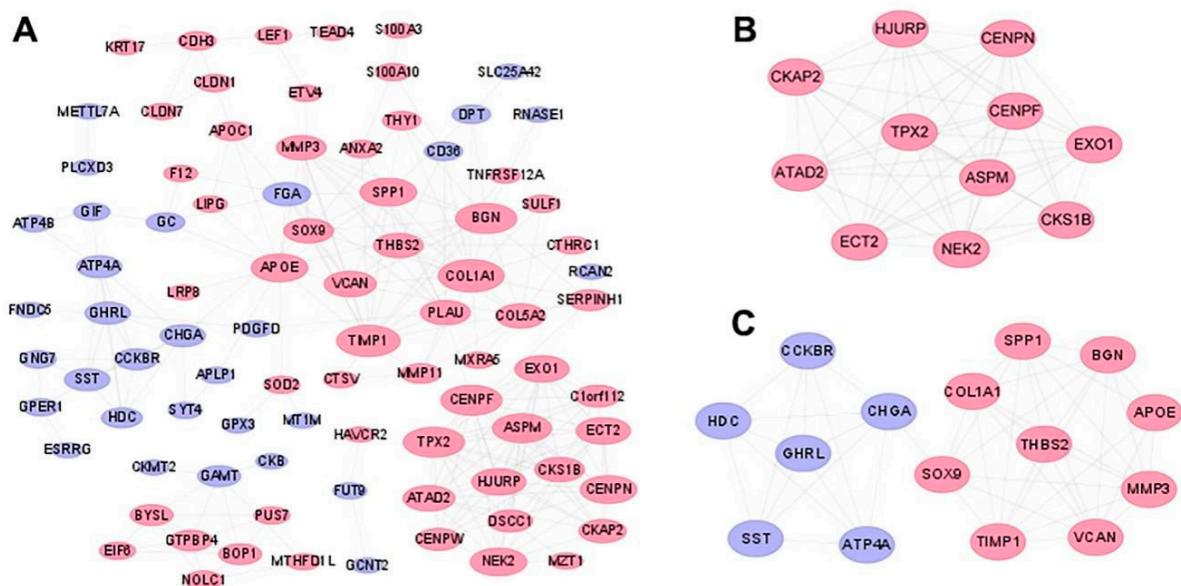 A
KRT17
CDH3
LEF1
TEAD4
S100A3
CLDN1
S100A10
SLC25A42
METTL7A
CLDN7
ETV4
APOC1
THY1
DPT
RNASE1
MMP3
ANXA2
CD36
PLCXD3
F12
TNFRSF12A
FGA
SPP1
LIPG
SULF1
GIF
GC
BGN
ATP4B
SOX9
THBS2
CTHRC1
ATP4A
APOE
COL1A1
RCAN2
LRP8
VCAN
SERPINH1
FNDC5
GHRL
PLAU
COL5A2
CHGA
PDGFD
TIMP1
GNG7
CCKBR
MXRA5
SST
APLP1
SOD2
CTSV
MMP11
EXO1
GPER1
HDC
SYT4
GPX3
MT1M
CENPF
C1orf112
ESRRG
HAVCR2
TPX2
ASPM
ECT2
CKMT2
GAMT
CKB
CKS1B
FUT9
HJURP
CENPN
ATAD2
BYSL
PUS7
DSCC1
CKAP2
EIF6
GTPBP4
BOP1
MTHFD1L
GCNT2
CENPW
NEK2
MZT1
NOLC1
B
HJURP
CENPN
CKAP2
CENPF
TPX2
EXO1
ATAD2
ASPM
CKS1B
ECT2
NEK2
C
CCKBR
SPP1
BGN
COL1A1
HDC
CHGA
APOE
GHRL
THBS2
SOX9
MMP3
SST
ATP4A
TIMP1
VCAN